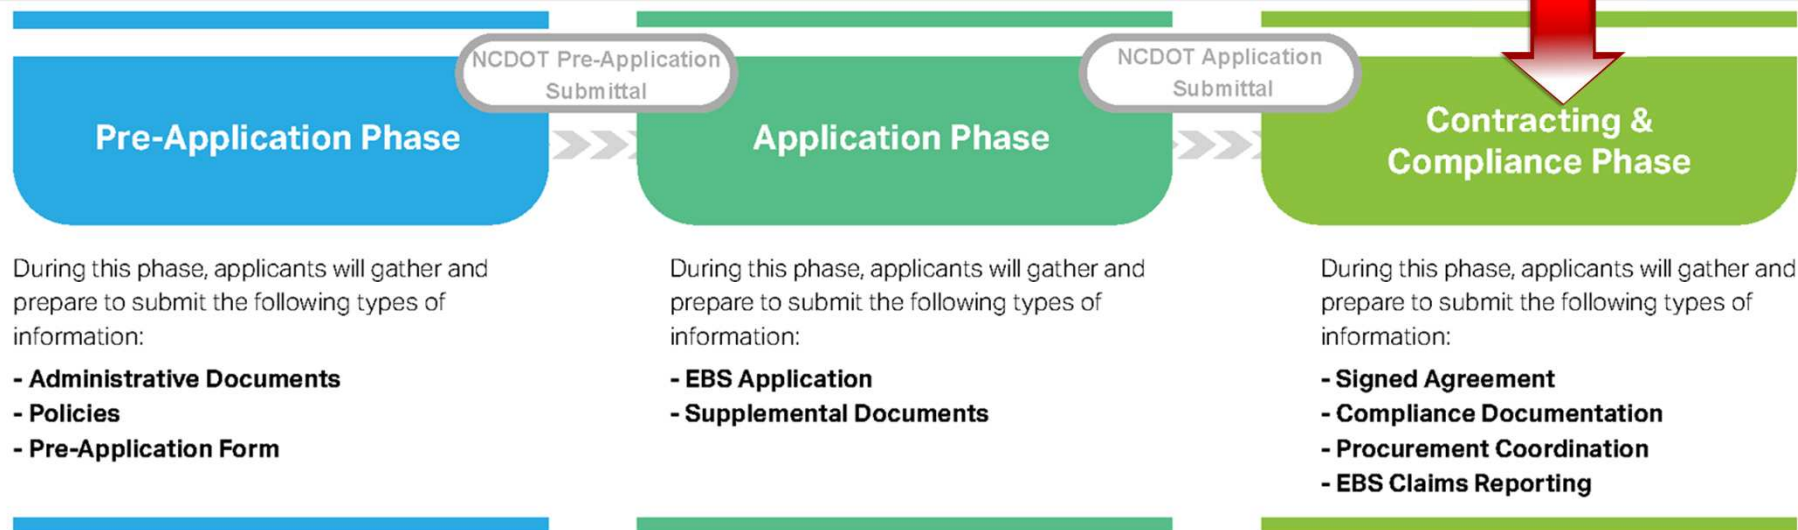 NCDOT Pre-Application
Submittal
NCDOT Application
Submittal
Pre-Application Phase
Application Phase
Contracting &
Compliance Phase
During this phase, applicants will gather and
prepare to submit the following types of
information:
- Administrative Documents
- Policies
- Pre-Application Form
During this phase, applicants will gather and
prepare to submit the following types of
information:
- EBS Application
- Supplemental Documents
During this phase, applicants will gather and
prepare to submit the following types of
information:
- Signed Agreement
- Compliance Documentation
- Procurement Coordination
- EBS Claims Reporting